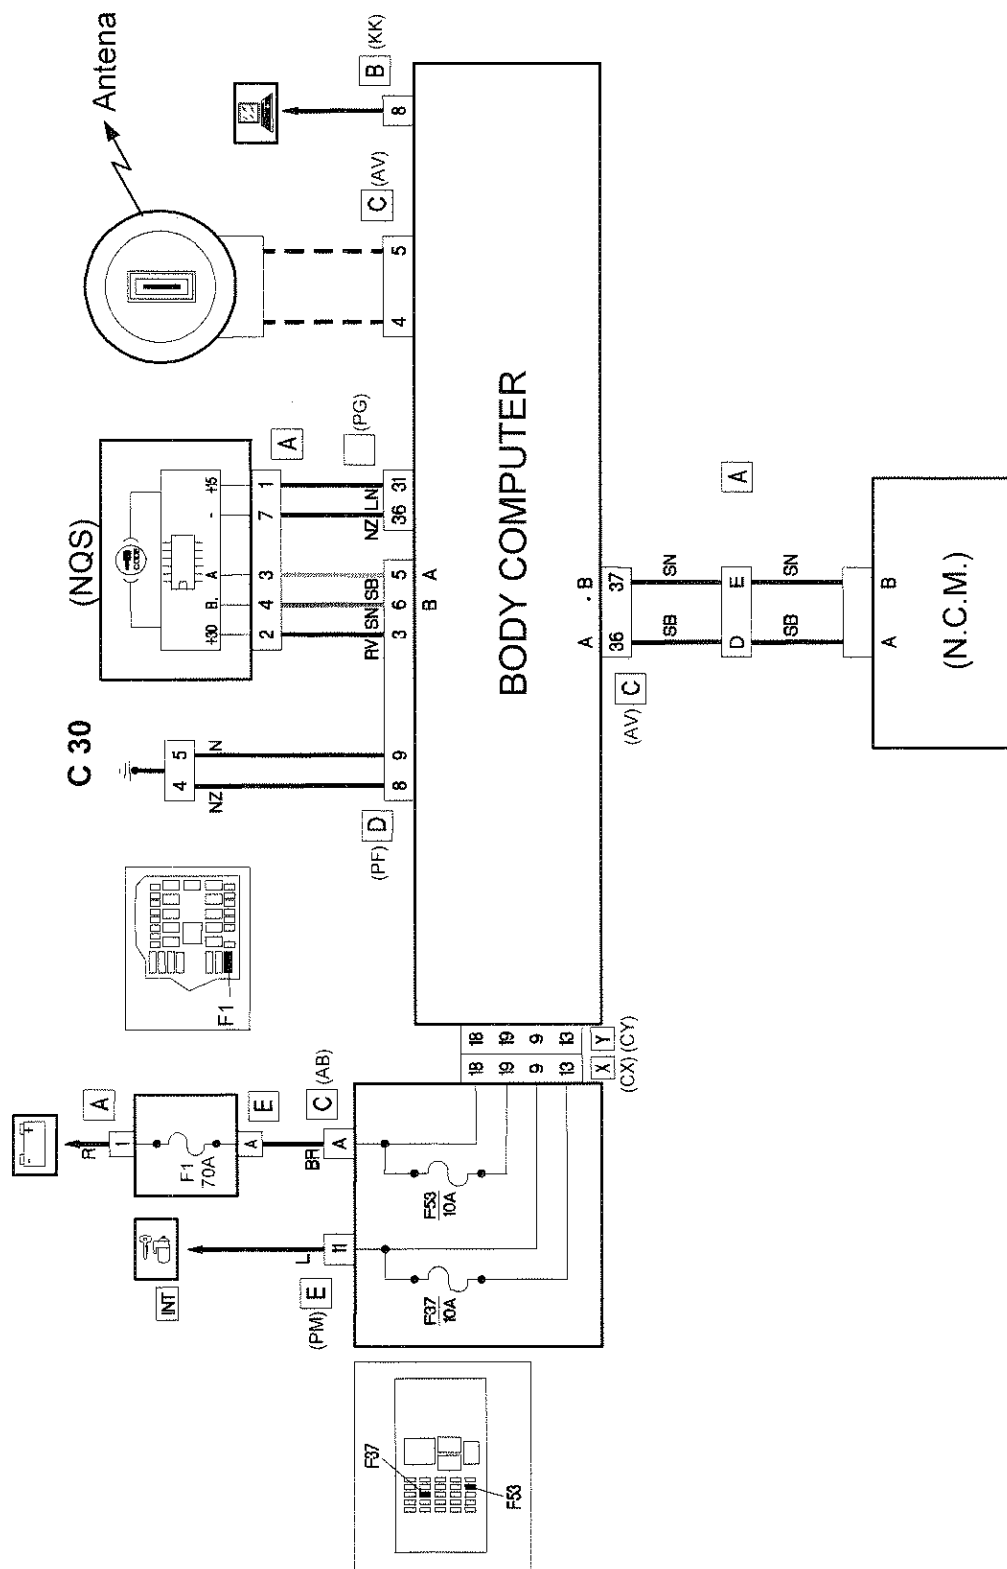 Antena
B (KK)
8
C (AV)
4 5
(NQS)
CODE
+30 B. A - +15
2 4 3 7 1
A
RV SN SB NZ LN
(PG)
3 6 5 36 31
B A
C 30
4 5
NZ N
8 9
D
(PF)
F1
BODY COMPUTER
A . B
36 37
(AV) C
SB SN
D E
A
SB SN
A B
(N.C.M.)
18 19 9 13
18 19 9 13
Y (CY)
X (CX)
R
A
1
F1
70A
A
E
BR
C (AB)
A
F53
10A
INT
L
11
E
(PM)
F37
10A
F37
F53